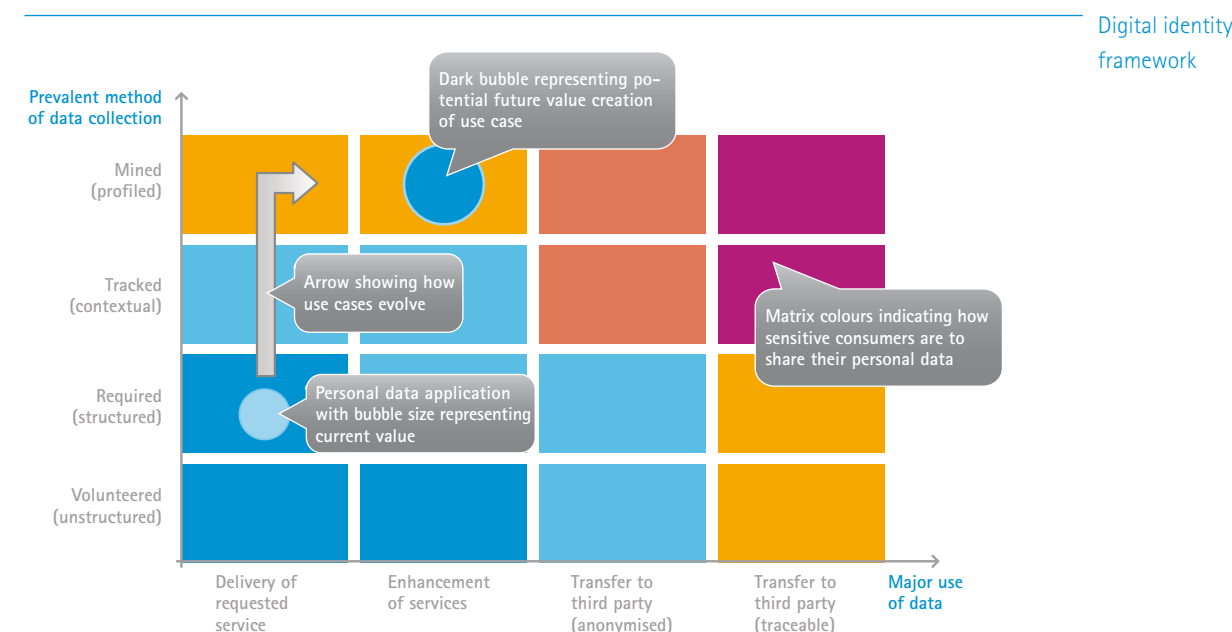 Digital identity
framework
Dark bubble representing po-
tential future value creation
of use case
Prevalent method
of data collection
Mined
(profiled)
Tracked
(contextual)
Arrow showing how
use cases evolve
Matrix colours indicating how
sensitive consumers are to
share their personal data
Required
(structured)
Personal data application
with bubble size representing
current value
Volunteered
(unstructured)
Delivery of
requested
service
Enhancement
of services
Transfer to
third party
(anonymised)
Transfer to
third party
(traceable)
Major use
of data